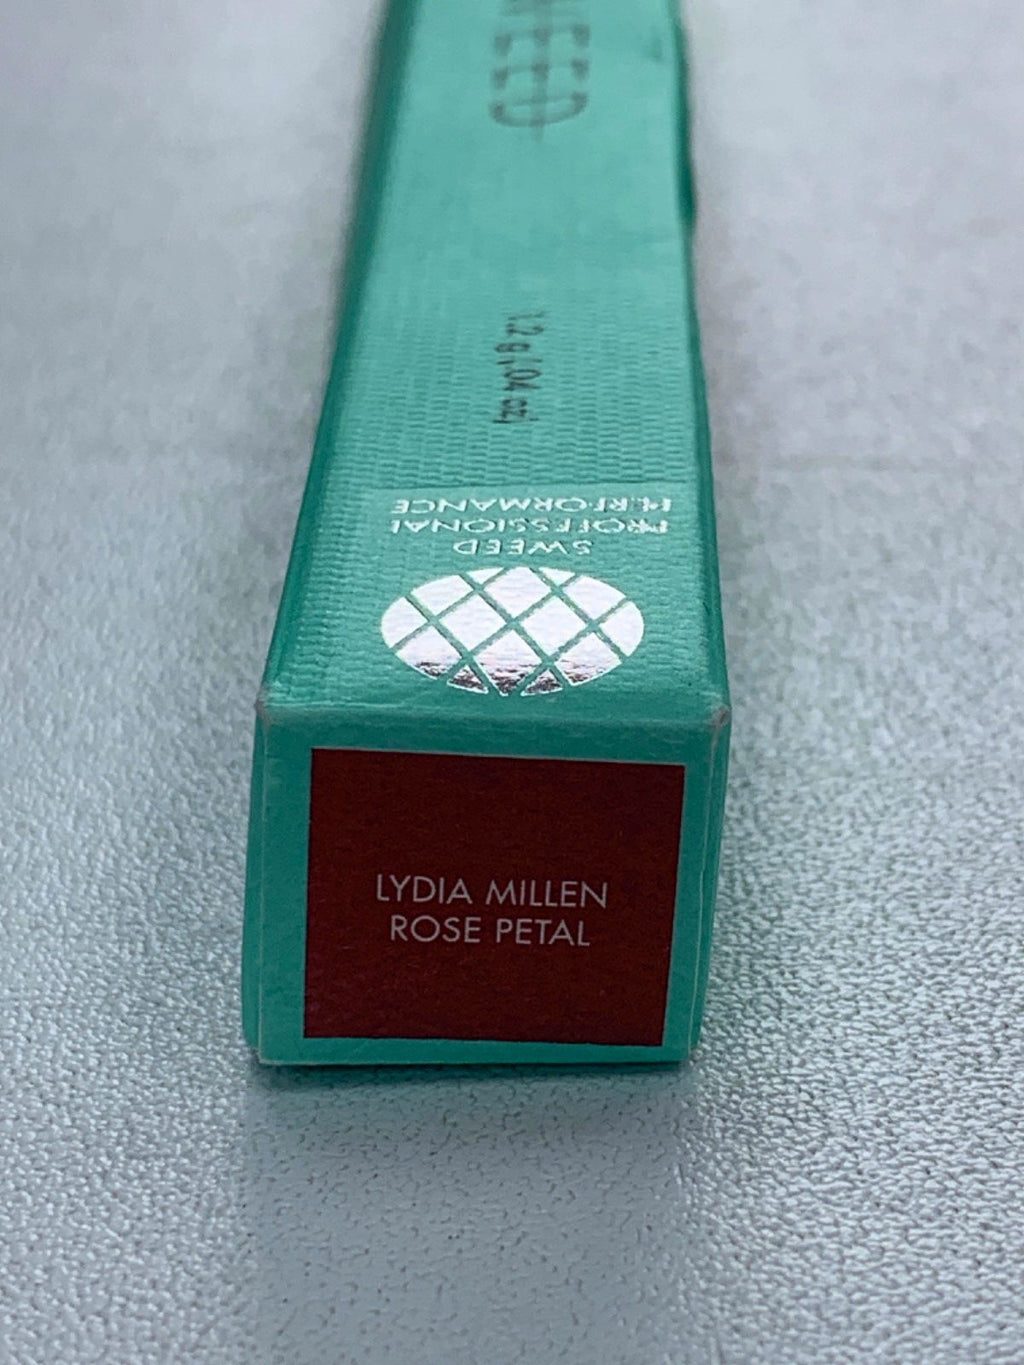 SWEED
1.2 g (.04 oz)
SWEED
PROFESSIONAL
PERFORMANCE
LYDIA MILLEN
ROSE PETAL